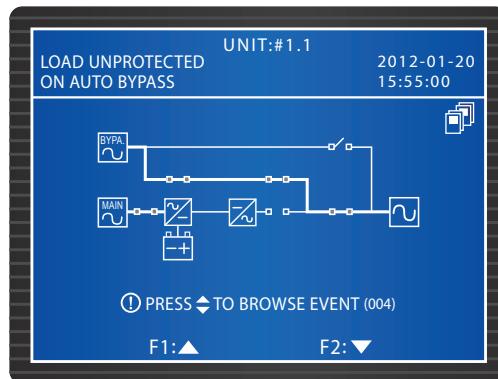 UNIT:#1.1
LOAD UNPROTECTED
ON AUTO BYPASS
2012-01-20
15:55:00
BYPA.
MAIN
PRESS TO BROWSE EVENT (004)
F1:
F2: